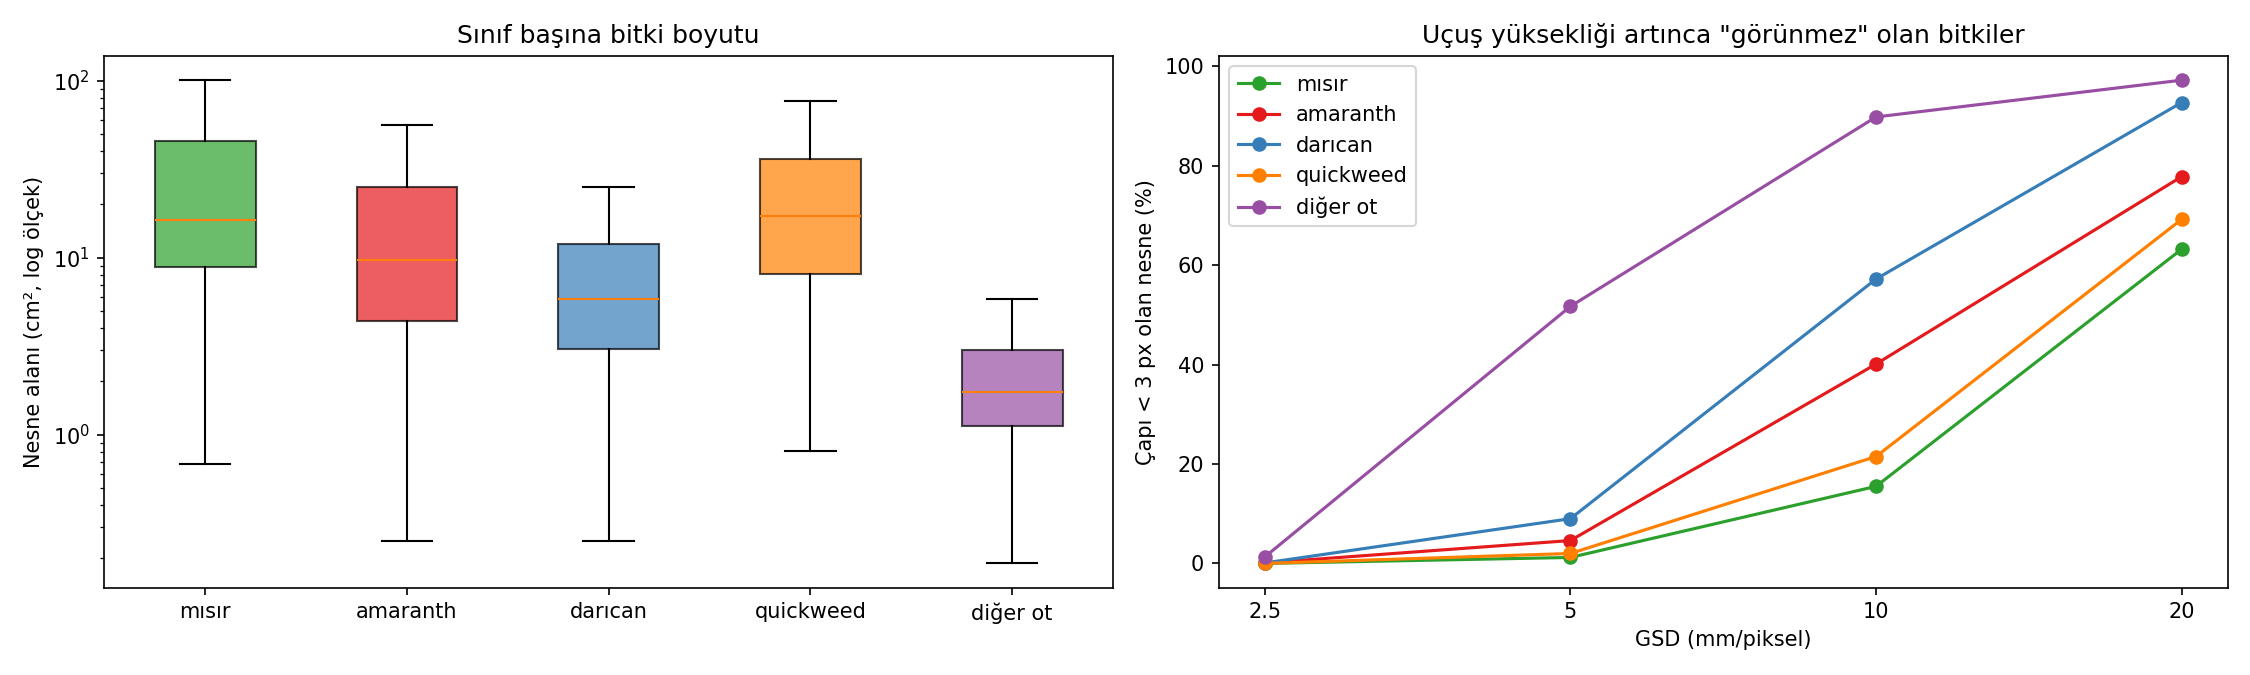 Sınıf başına bitki boyutu
Nesne alanı (cm², log ölçek)
10²
10¹
10⁰
mısır
amaranth
darıcan
quickweed
diğer ot
Uçuş yüksekliği artınca "görünmez" olan bitkiler
Çapı < 3 px olan nesne (%)
100
80
60
40
20
0
mısır
amaranth
darıcan
quickweed
diğer ot
2.5
5
10
20
GSD (mm/piksel)